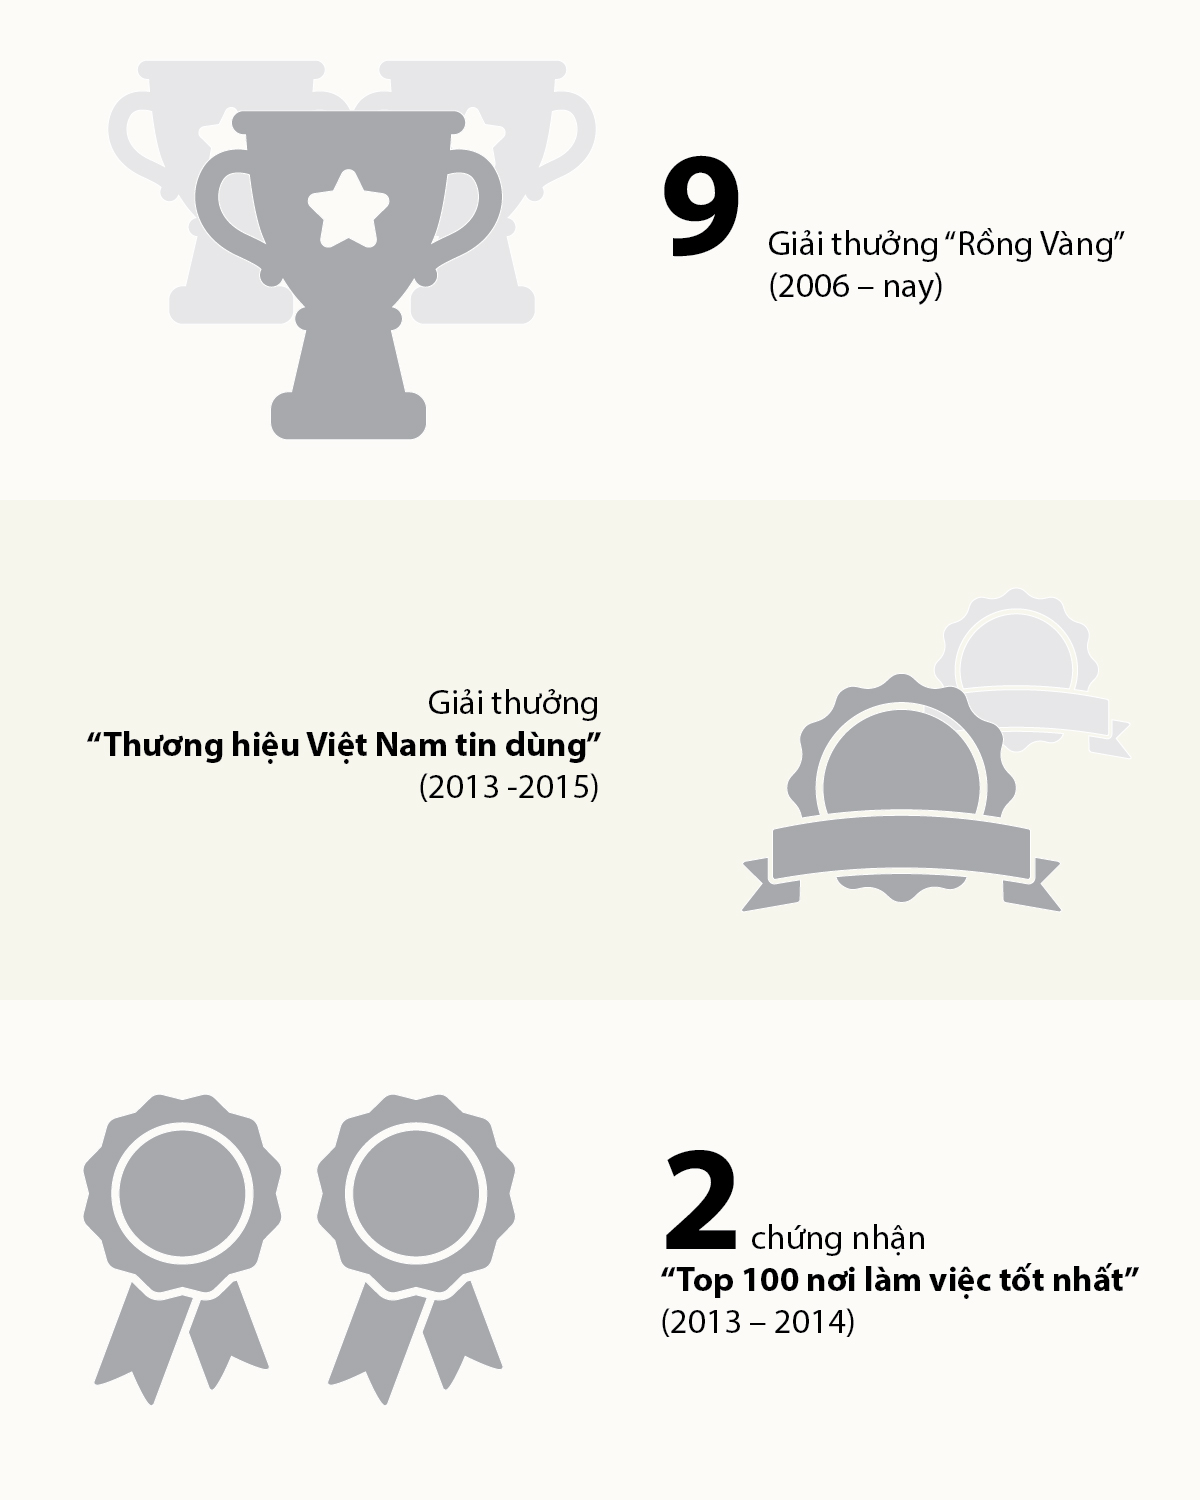 9 Giải thưởng “Rồng Vàng”
(2006 – nay)
Giải thưởng
“Thương hiệu Việt Nam tin dùng”
(2013 -2015)
2 chứng nhận
“Top 100 nơi làm việc tốt nhất”
(2013 – 2014)